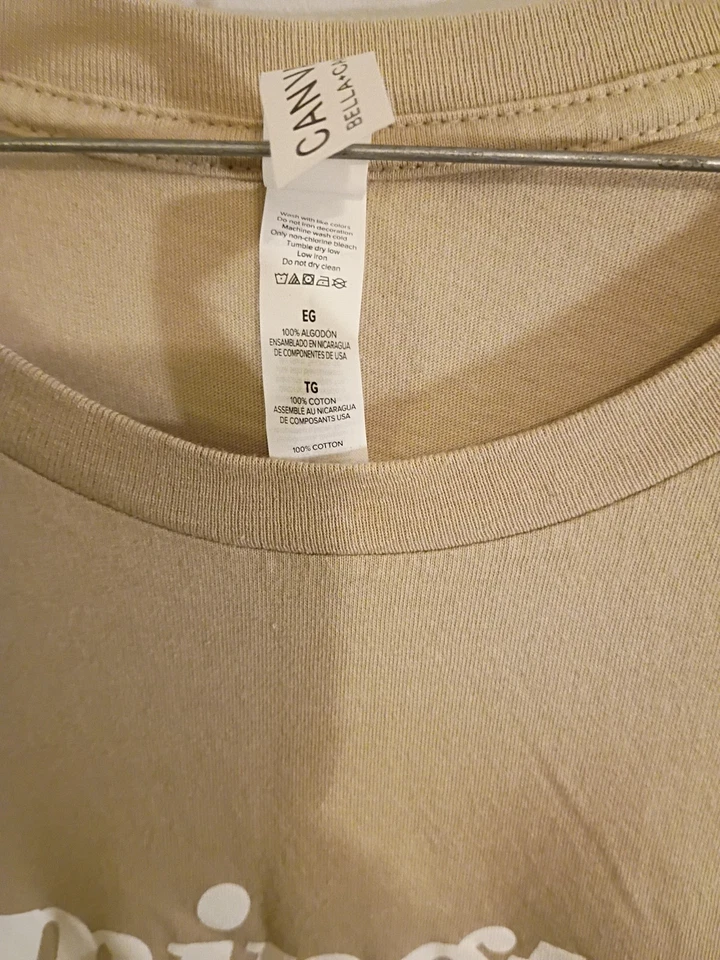 CANV
BELLA+CA
Wash with like colors
Do not iron decoration
Machine wash cold
Only non-chlorine bleach
Tumble dry low
Low iron
Do not dry clean
EG
100% ALGODÓN
ENSAMBLADO EN NICARAGUA
DE COMPONENTES DE USA
TG
100% COTON
ASSEMBLÉ AU NICARAGUA
DE COMPOSANTS USA
100% COTTON